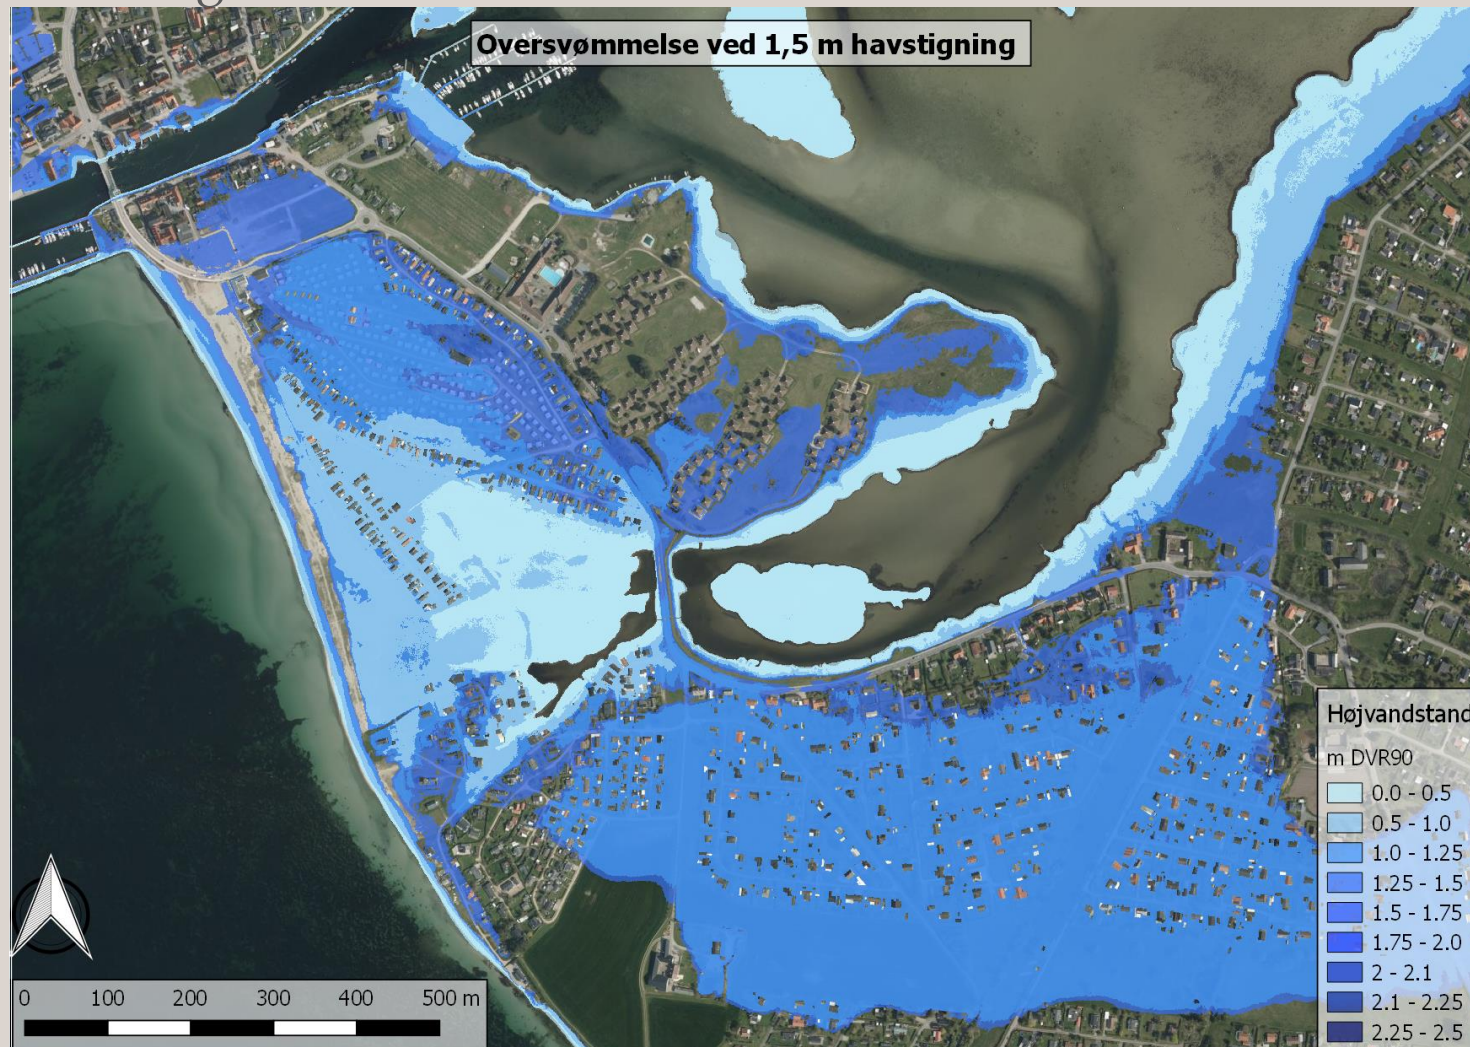 Oversvømmelse ved 1,5 m havstigning
Højvandstand
m DVR90
0.0 - 0.5
0.5 - 1.0
1.0 - 1.25
1.25 - 1.5
1.5 - 1.75
1.75 - 2.0
2 - 2.1
2.1 - 2.25
2.25 - 2.5
0 100 200 300 400 500 m